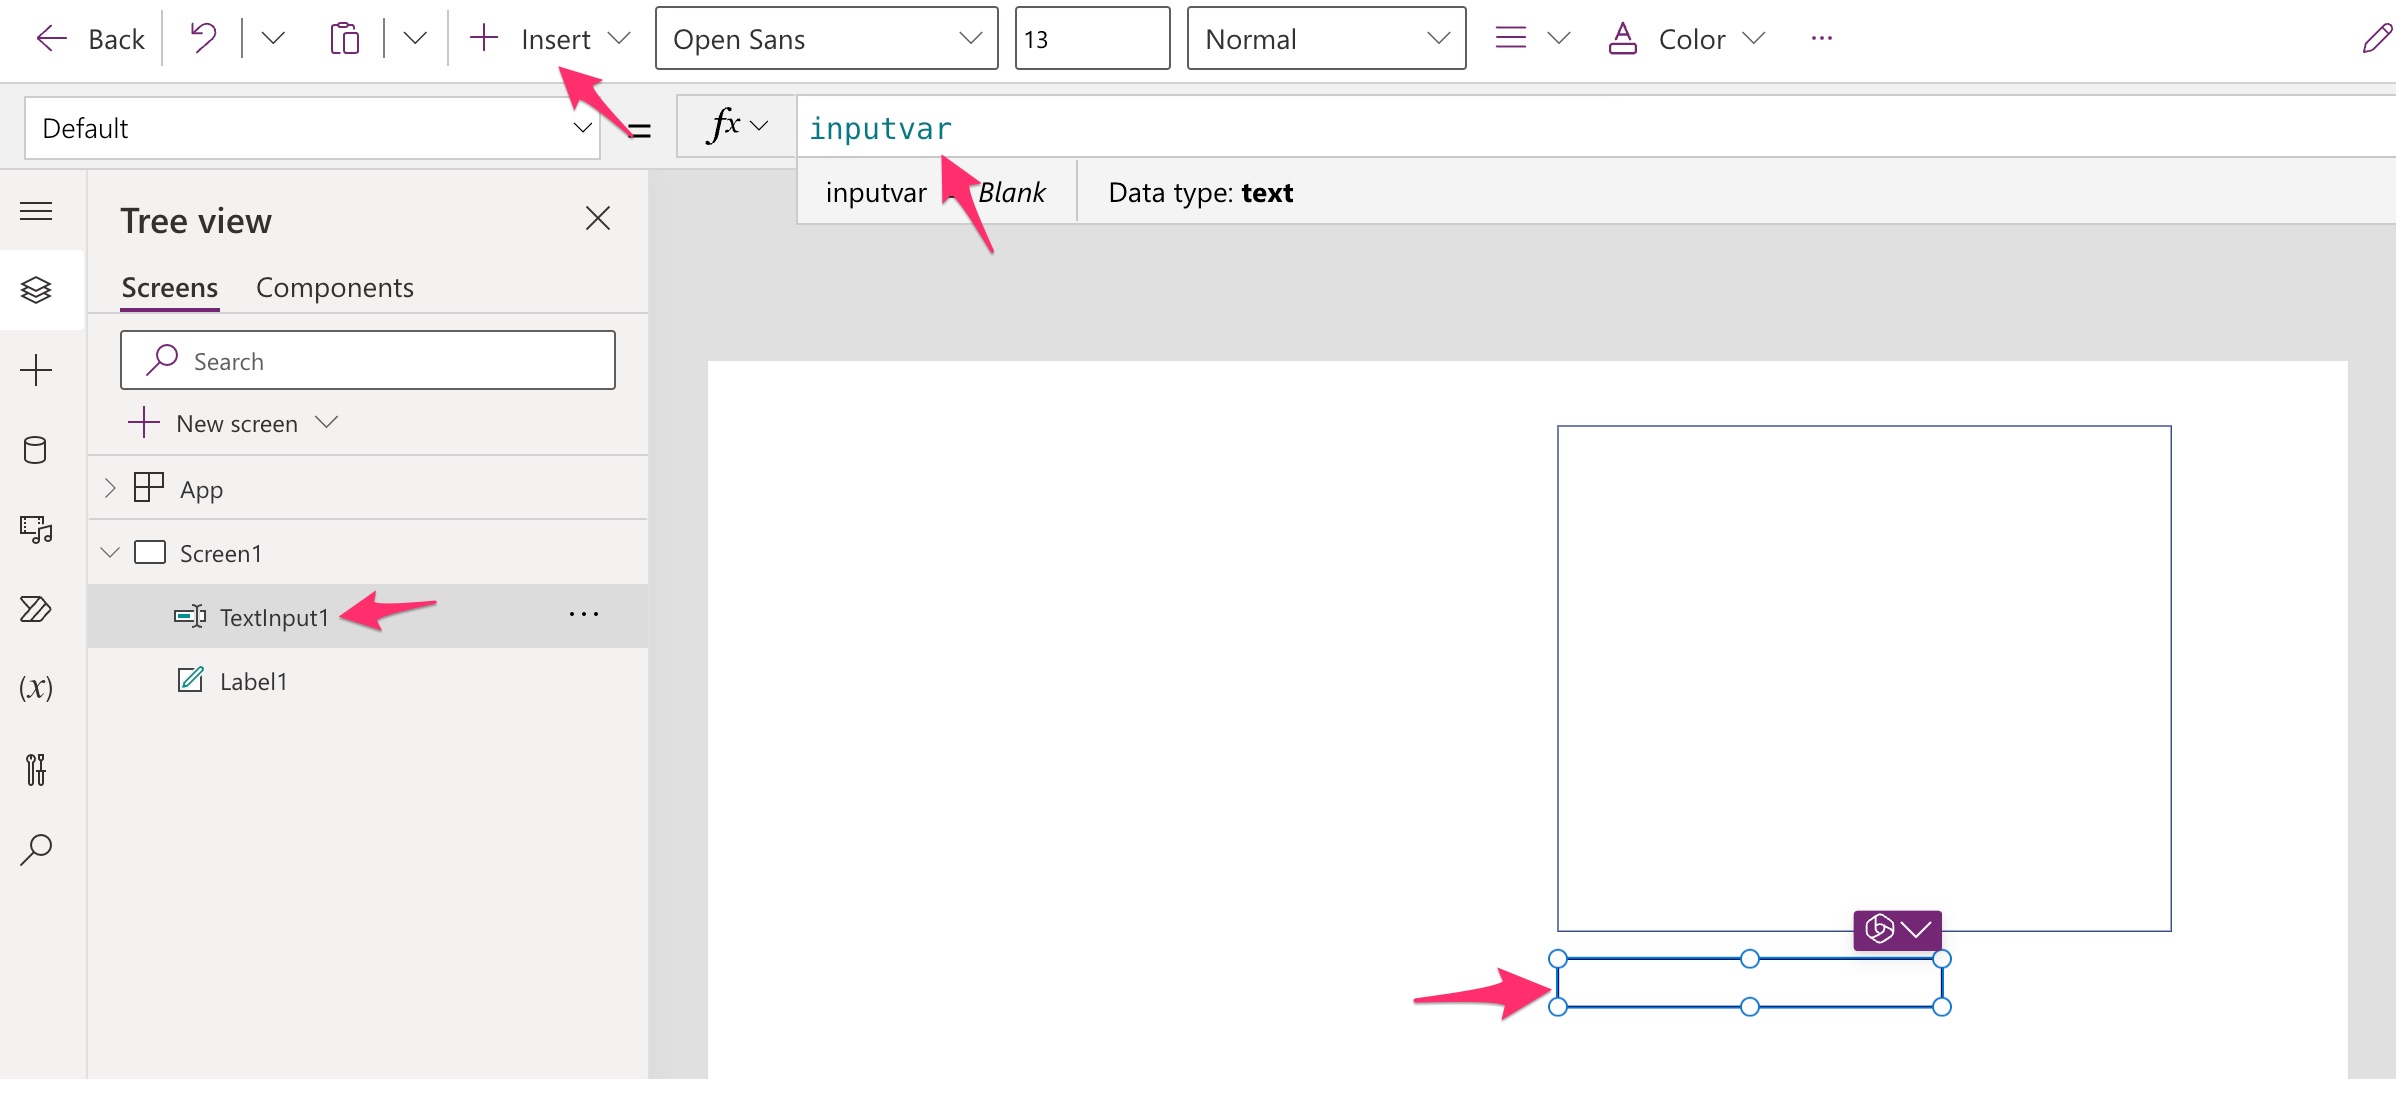 Back
Insert
Open Sans
13
Normal
Color
Default
=
fx
inputvar
inputvar = Blank
Data type: text
Tree view
Screens
Components
Search
New screen
App
Screen1
TextInput1
Label1
(x)